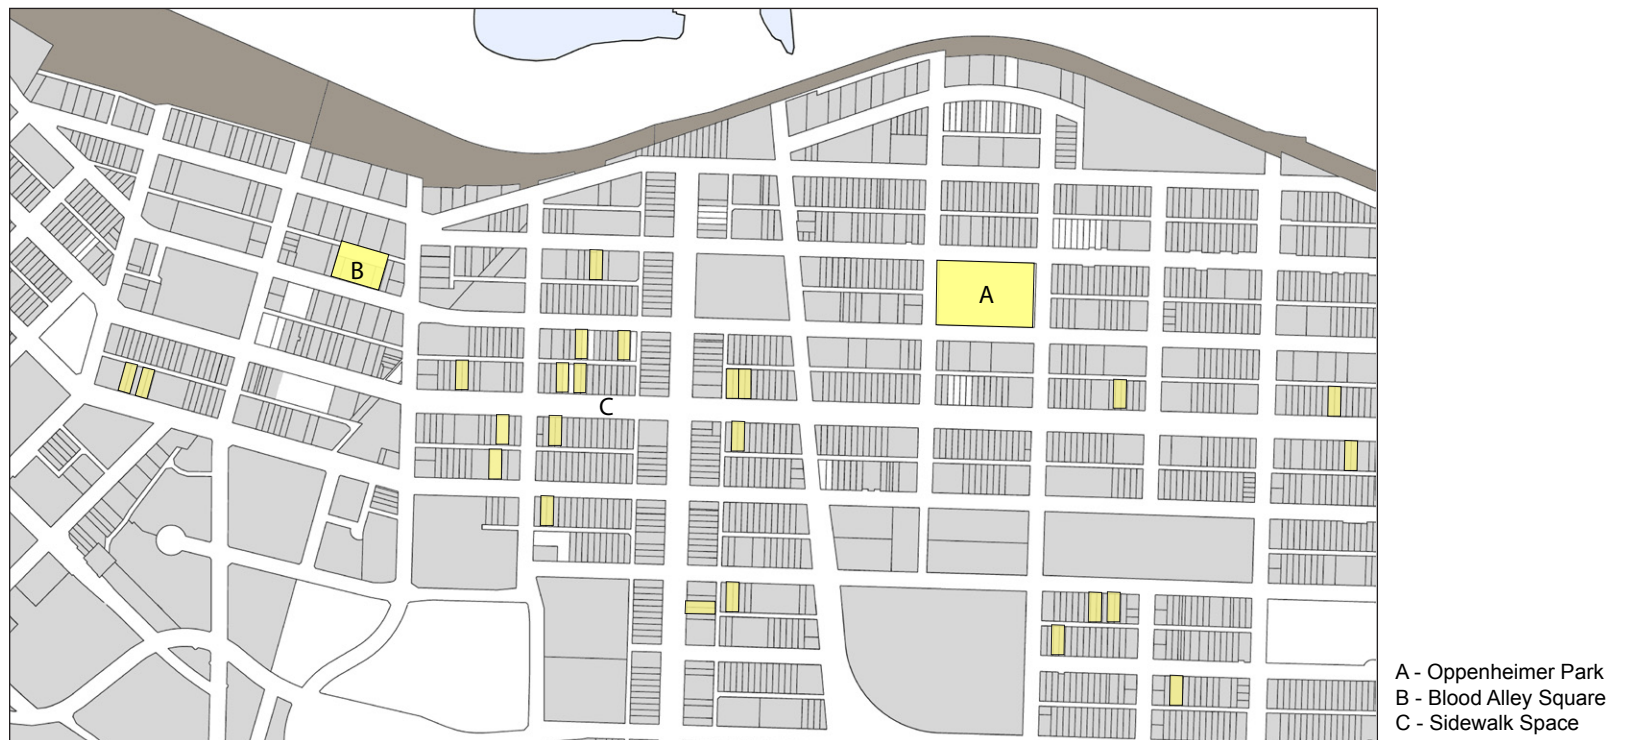 B
A
C
A - Oppenheimer Park
B - Blood Alley Square
C - Sidewalk Space